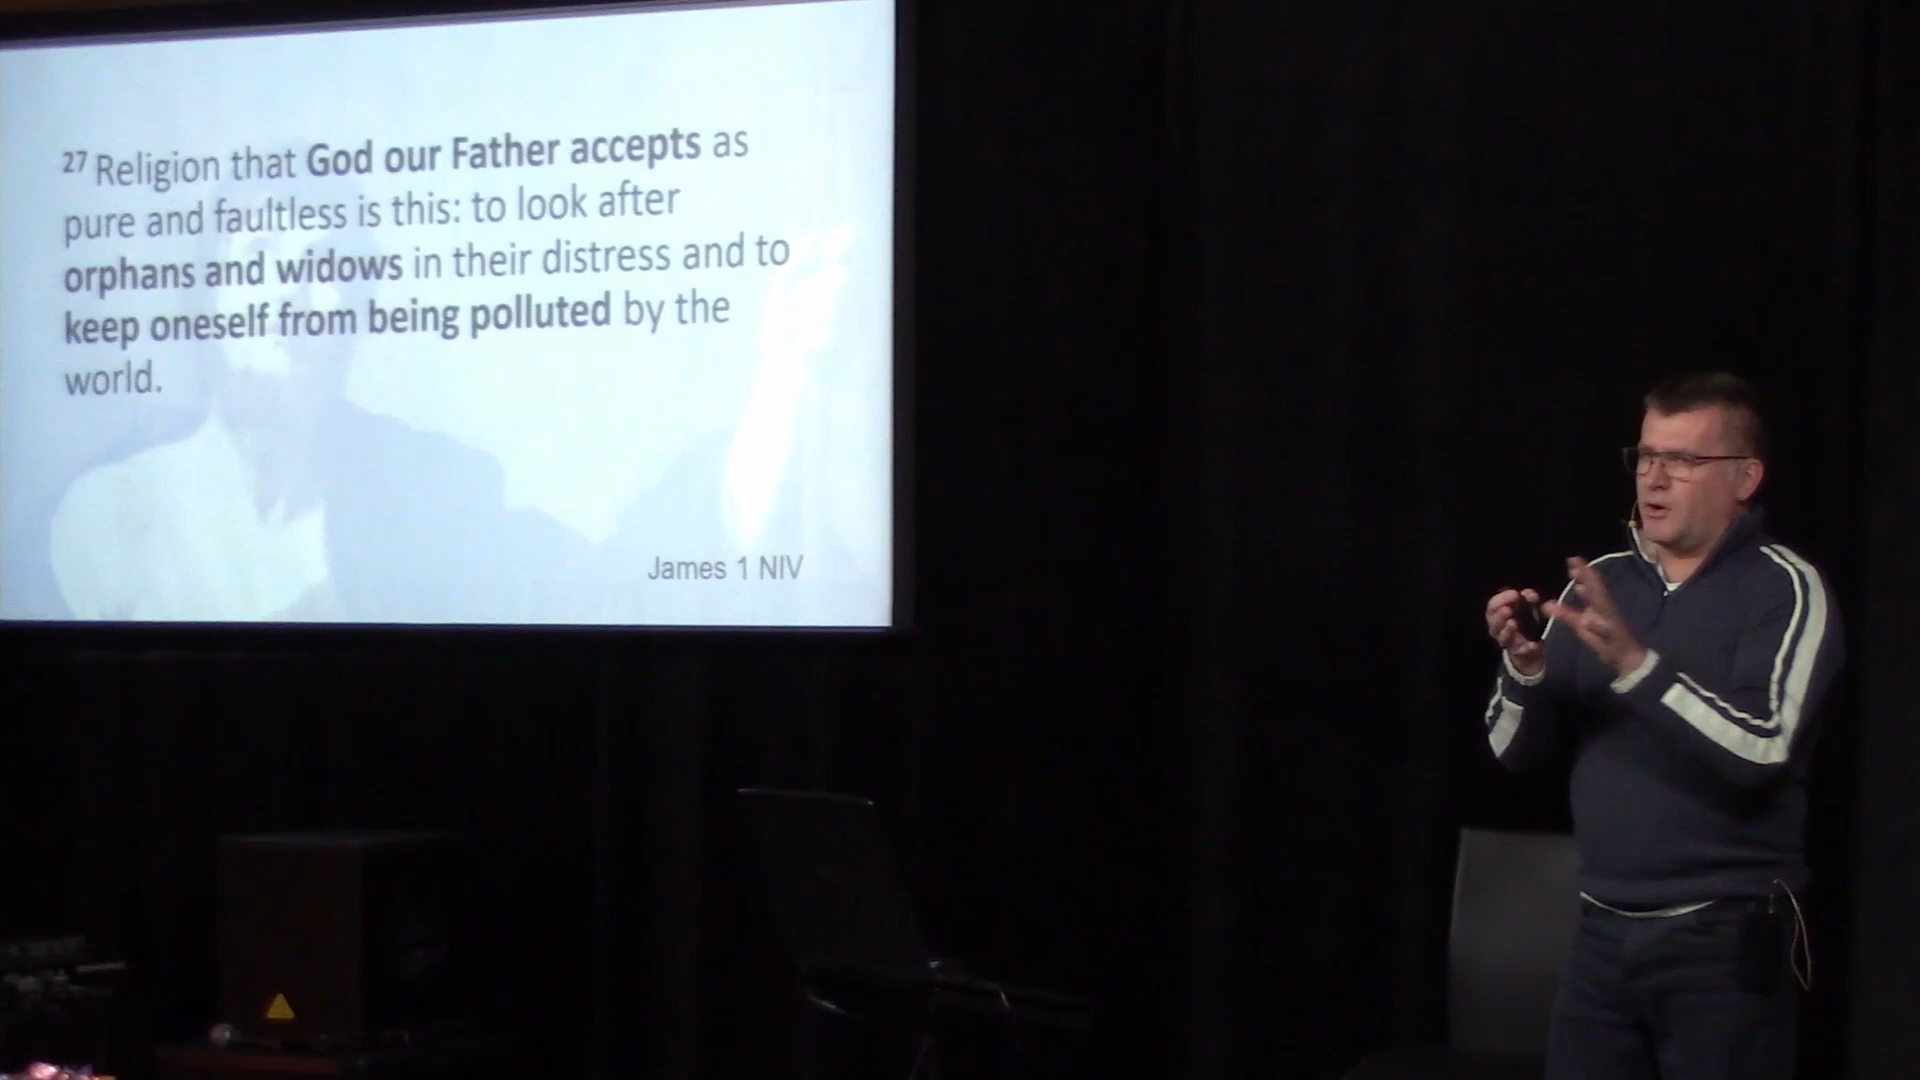 27 Religion that God our Father accepts as
pure and faultless is this: to look after
orphans and widows in their distress and to
keep oneself from being polluted by the
world.
James 1 NIV